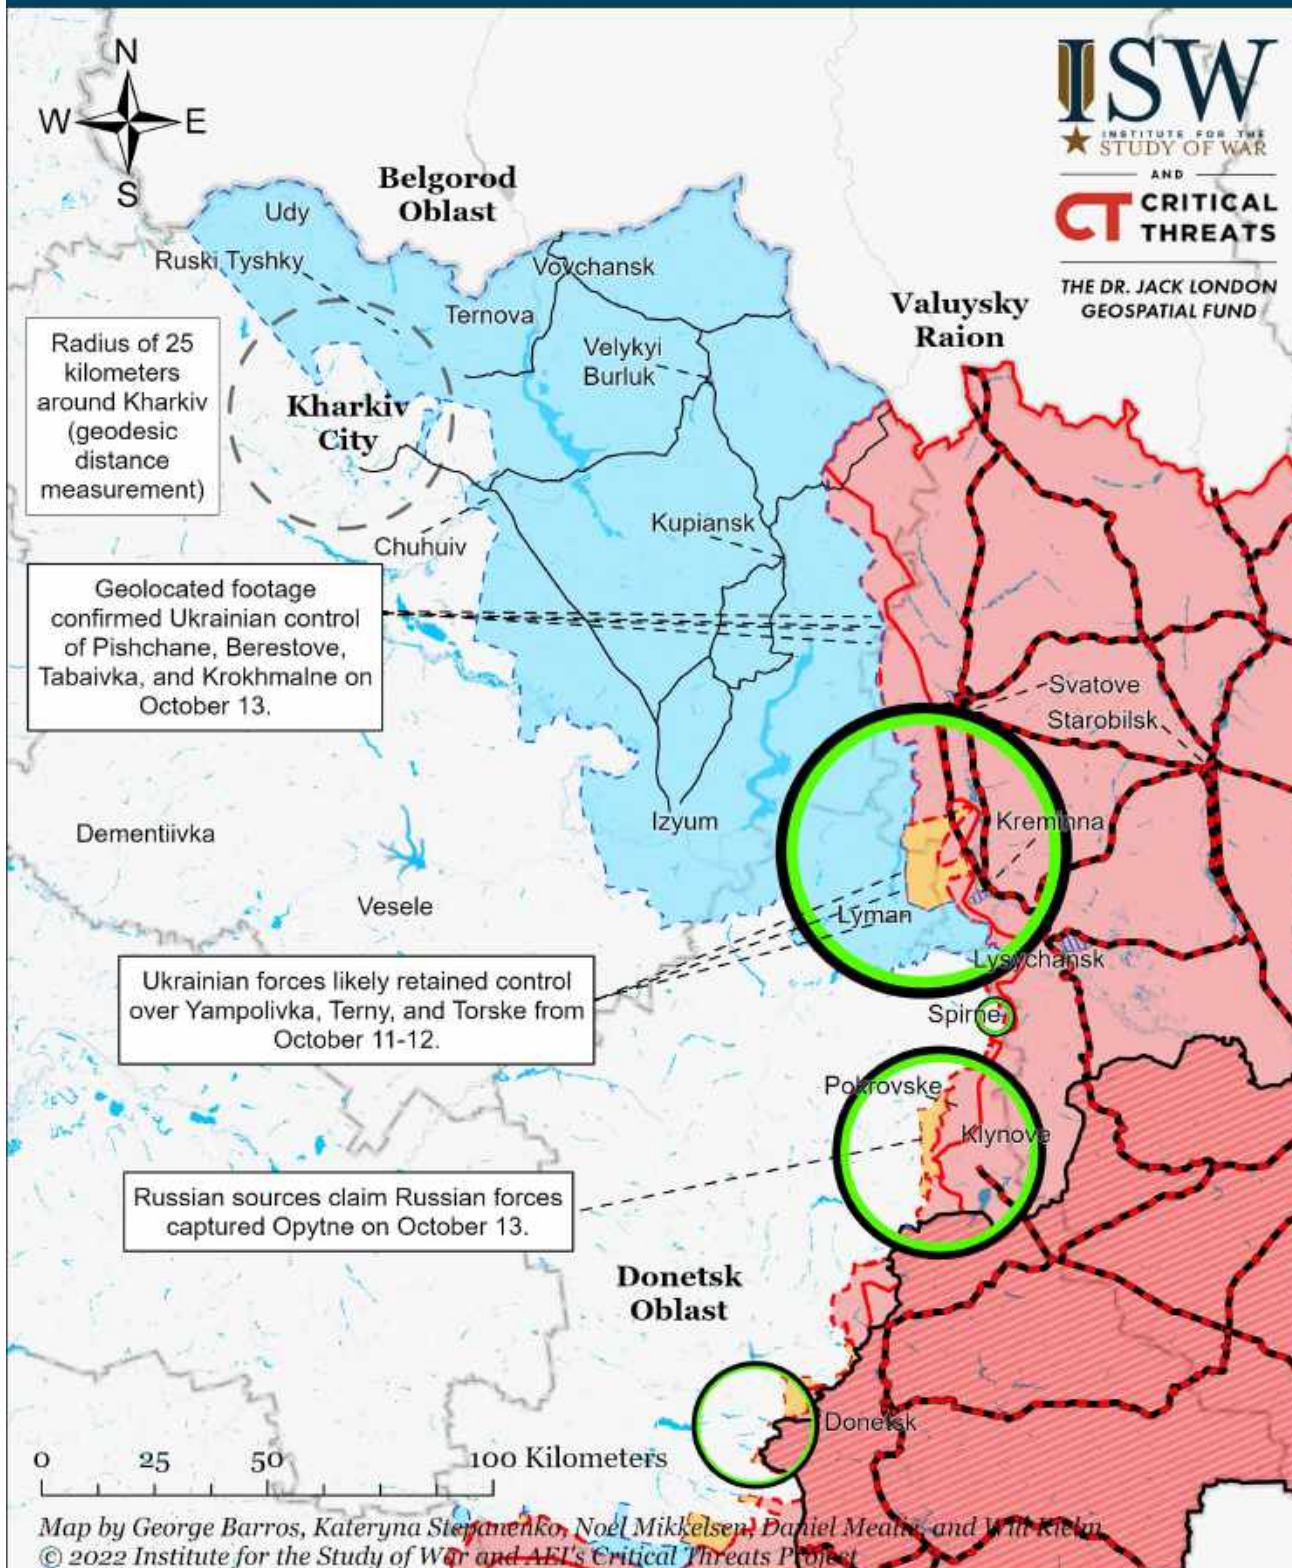 N
W
E
S
ISW
INSTITUTE FOR THE
STUDY OF WAR
AND
CT CRITICAL
THREATS
THE DR. JACK LONDON
GEOSPATIAL FUND
Belgorod
Oblast
Udy
Ruski Tyshky
Vovchansk
Ternova
Valuysky
Raion
Velykyi
Burluk
Radius of 25
kilometers
around Kharkiv
(geodesic
distance
measurement)
Kharkiv
City
Kupiansk
Chuhuiv
Geolocated footage
confirmed Ukrainian control
of Pishchane, Berestove,
Tabaivka, and Krokhmalne on
October 13.
Svatove
Starobilsk
Izyum
Kreminna
Dementiivka
Vesele
Lyman
Lysychansk
Ukrainian forces likely retained control
over Yampolivka, Terny, and Torske from
October 11-12.
Spirne
Pokrovske
Klynove
Russian sources claim Russian forces
captured Opytne on October 13.
Donetsk
Oblast
Donetsk
0 25 50 100 Kilometers
Map by George Barros, Kateryna Stepanenko, Noel Mikkelsen, Daniel Mealie, and Will Kielm
© 2022 Institute for the Study of War and AEI's Critical Threats Project